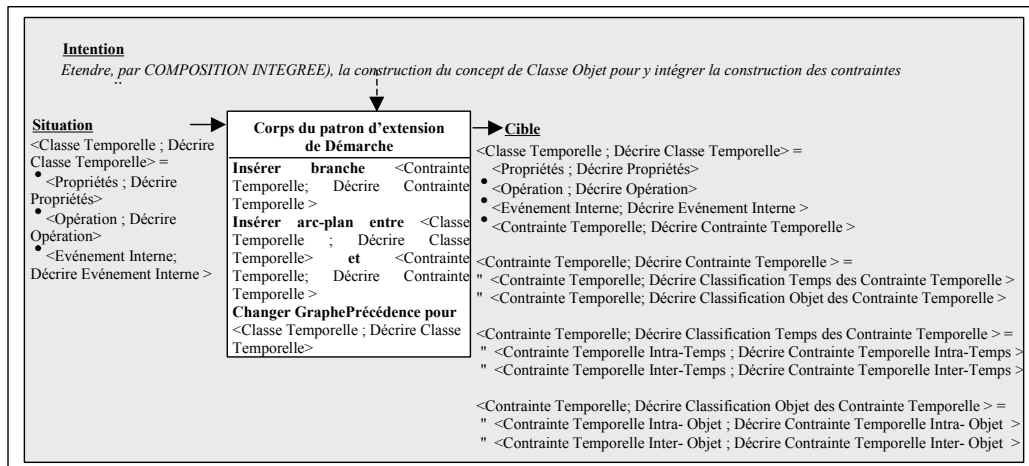 Intention
Etendre, par COMPOSITION INTEGREE), la construction du concept de Classe Objet pour y intégrer la construction des contraintes
Situation
<Classe Temporelle ; Décrire
Classe Temporelle> =
• <Propriétés ; Décrire
Propriétés>
• <Opération ; Décrire
Opération>
• <Evénement Interne;
Décrire Evénement Interne >
Corps du patron d'extension
de Démarche
Insérer branche <Contrainte
Temporelle; Décrire Contrainte
Temporelle >
Insérer arc-plan entre <Classe
Temporelle ; Décrire Classe
Temporelle> et <Contrainte
Temporelle; Décrire Contrainte
Temporelle >
Changer GraphePrécédence pour
<Classe Temporelle ; Décrire Classe
Temporelle>
Cible
<Classe Temporelle ; Décrire Classe Temporelle> =
<Propriétés ; Décrire Propriétés>
• <Opération ; Décrire Opération>
• <Evénement Interne; Décrire Evénement Interne >
• <Contrainte Temporelle; Décrire Contrainte Temporelle >
<Contrainte Temporelle; Décrire Contrainte Temporelle > =
" <Contrainte Temporelle; Décrire Classification Temps des Contrainte Temporelle >
" <Contrainte Temporelle; Décrire Classification Objet des Contrainte Temporelle >
<Contrainte Temporelle; Décrire Classification Temps des Contrainte Temporelle > =
" <Contrainte Temporelle Intra-Temps ; Décrire Contrainte Temporelle Intra-Temps >
" <Contrainte Temporelle Inter-Temps ; Décrire Contrainte Temporelle Inter-Temps >
<Contrainte Temporelle; Décrire Classification Objet des Contrainte Temporelle > =
" <Contrainte Temporelle Intra- Objet ; Décrire Contrainte Temporelle Intra- Objet >
" <Contrainte Temporelle Inter- Objet ; Décrire Contrainte Temporelle Inter- Objet >